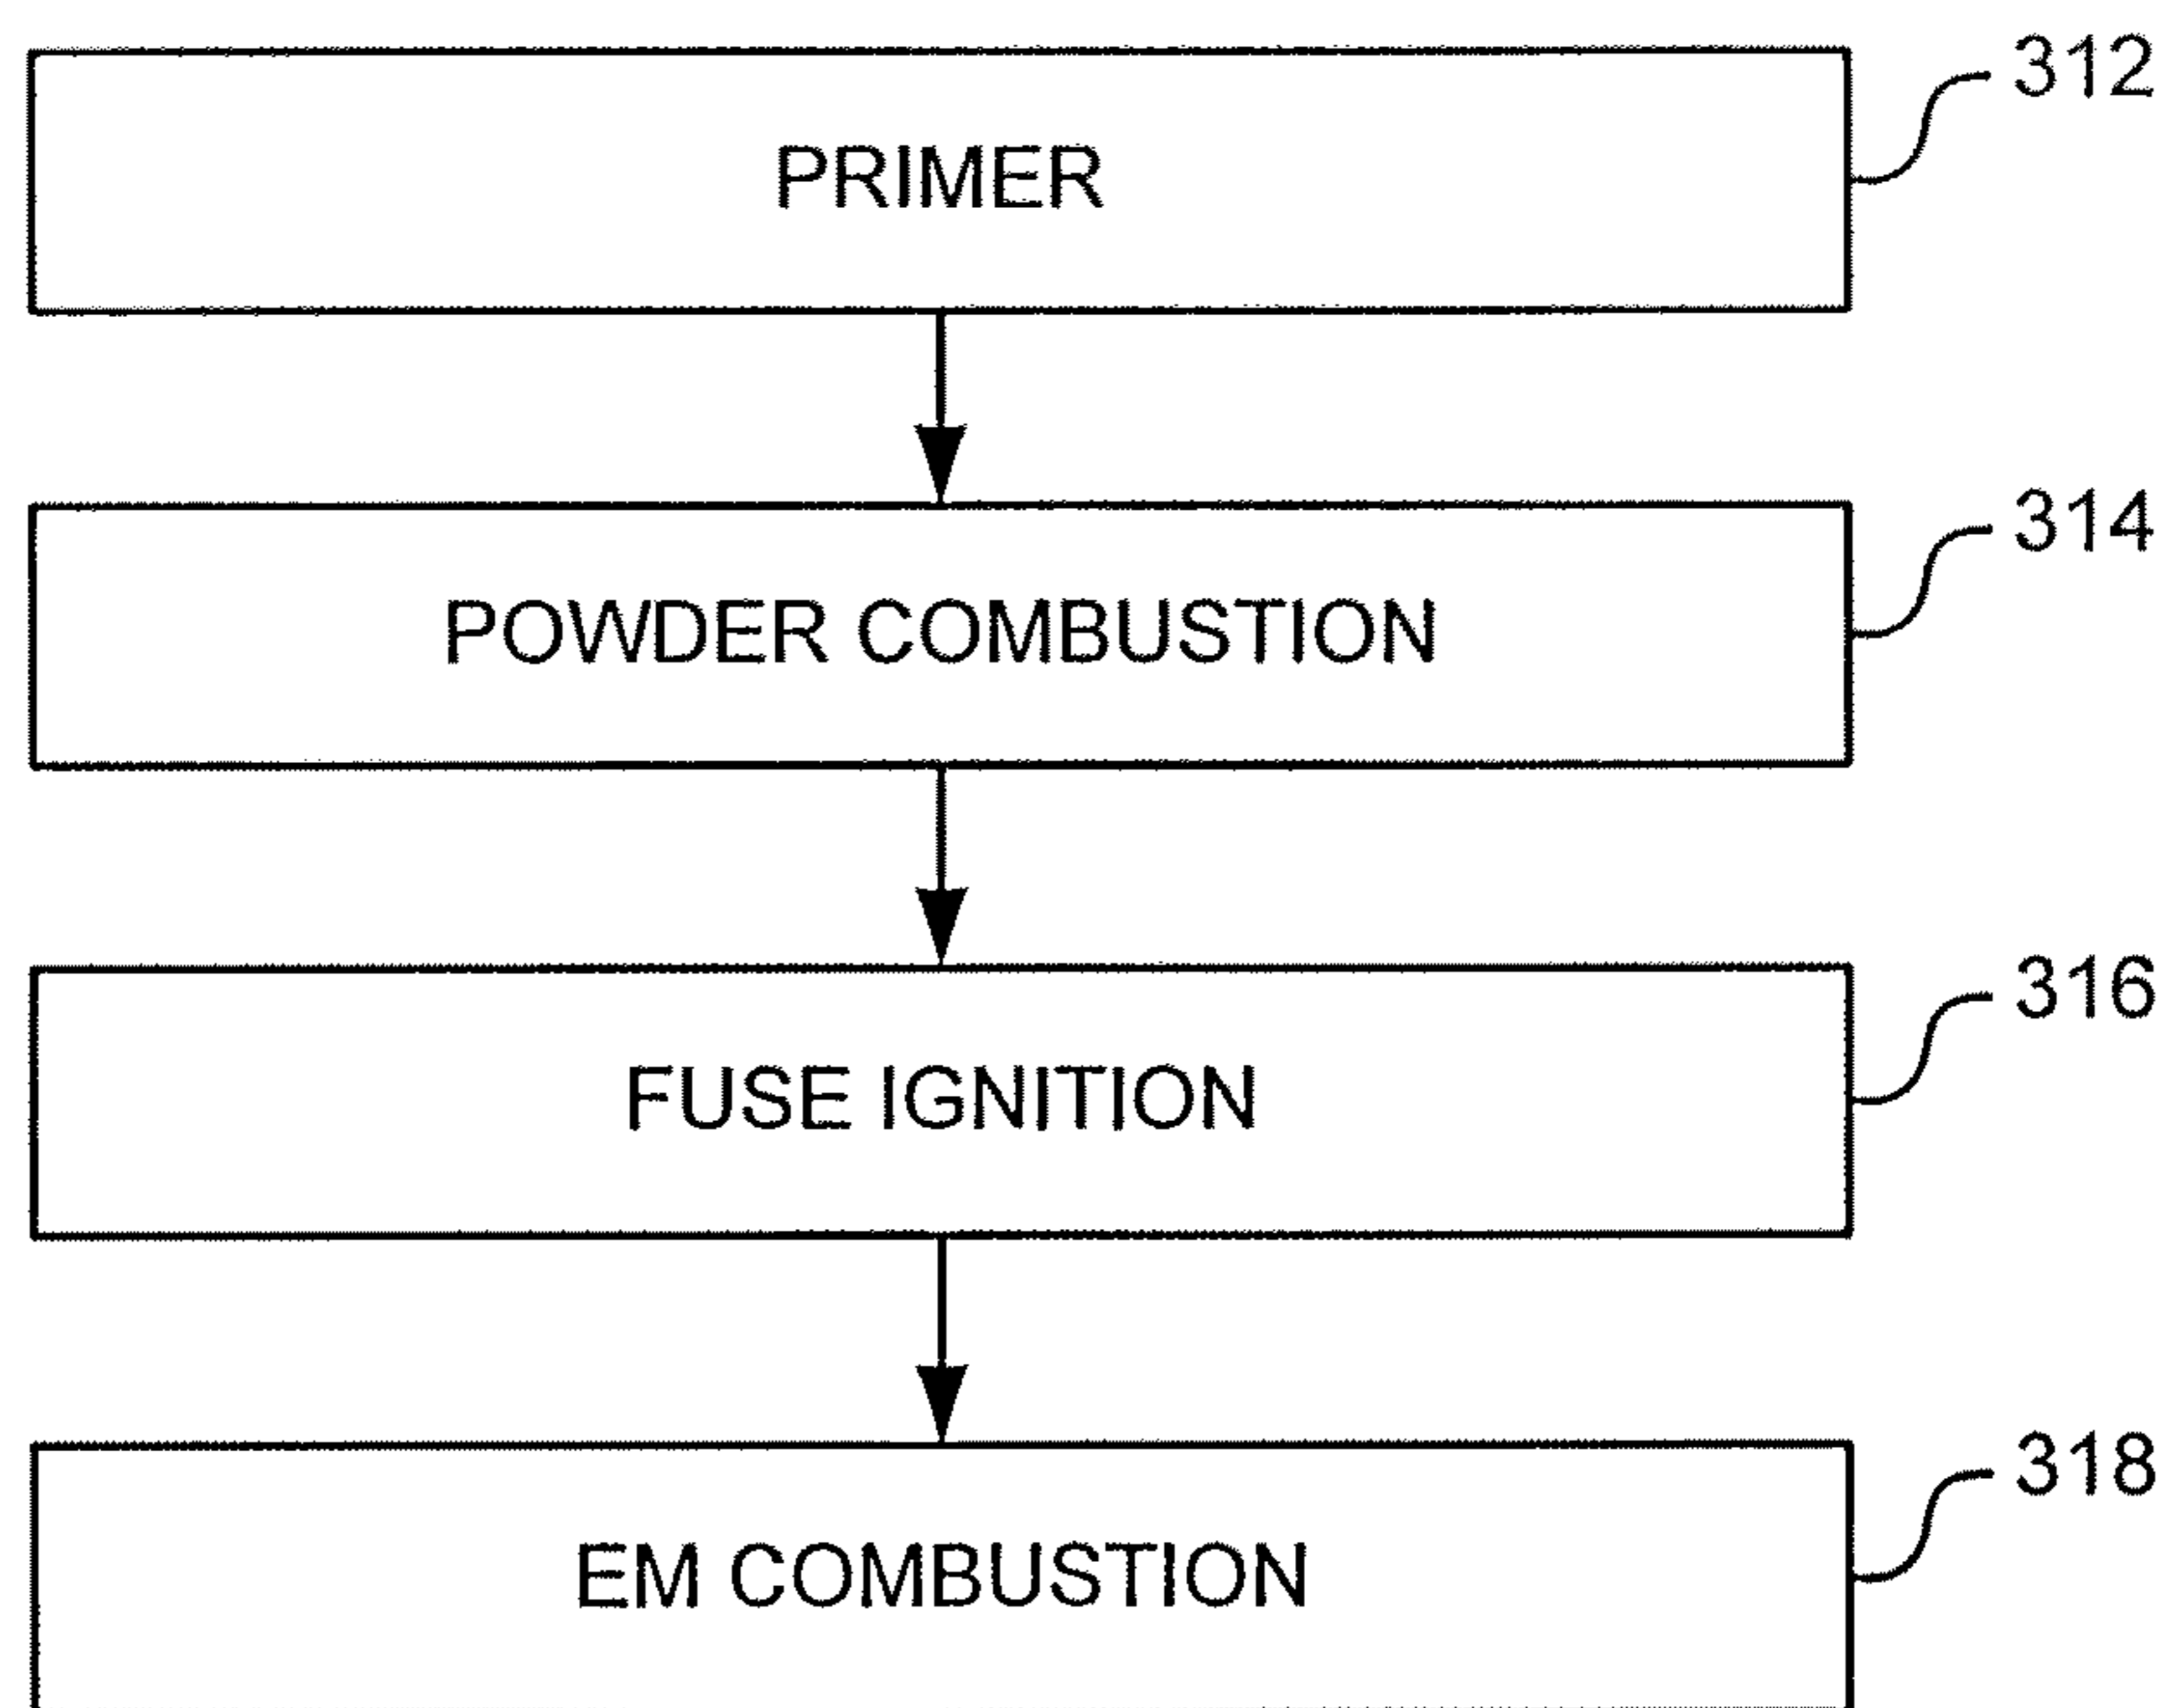 PRIMER
312
POWDER COMBUSTION
314
FUSE IGNITION
316
EM COMBUSTION
318